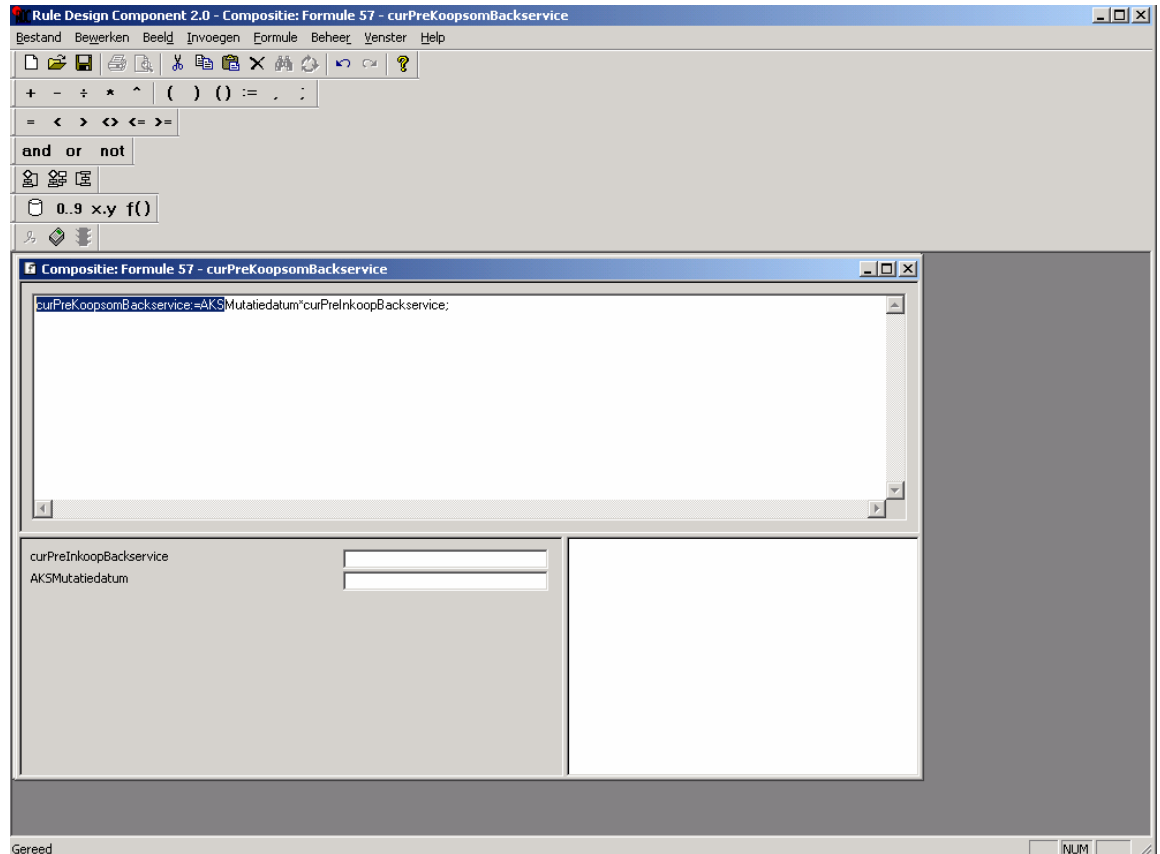 Rule Design Component 2.0 - Compositie: Formule 57 - curPreKoopsomBackservice
Bestand Bewerken Beeld Invoegen Formule Beheer Venster Help
+ - ÷ * ^ ( ) () := , ;
= < > <> <= >=
and or not
0..9 x.y f()
Compositie: Formule 57 - curPreKoopsomBackservice
curPreKoopsomBackservice:=AKSMutatiedatum*curPreInkoopBackservice;
curPreInkoopBackservice
AKSMutatiedatum
Gereed NUM